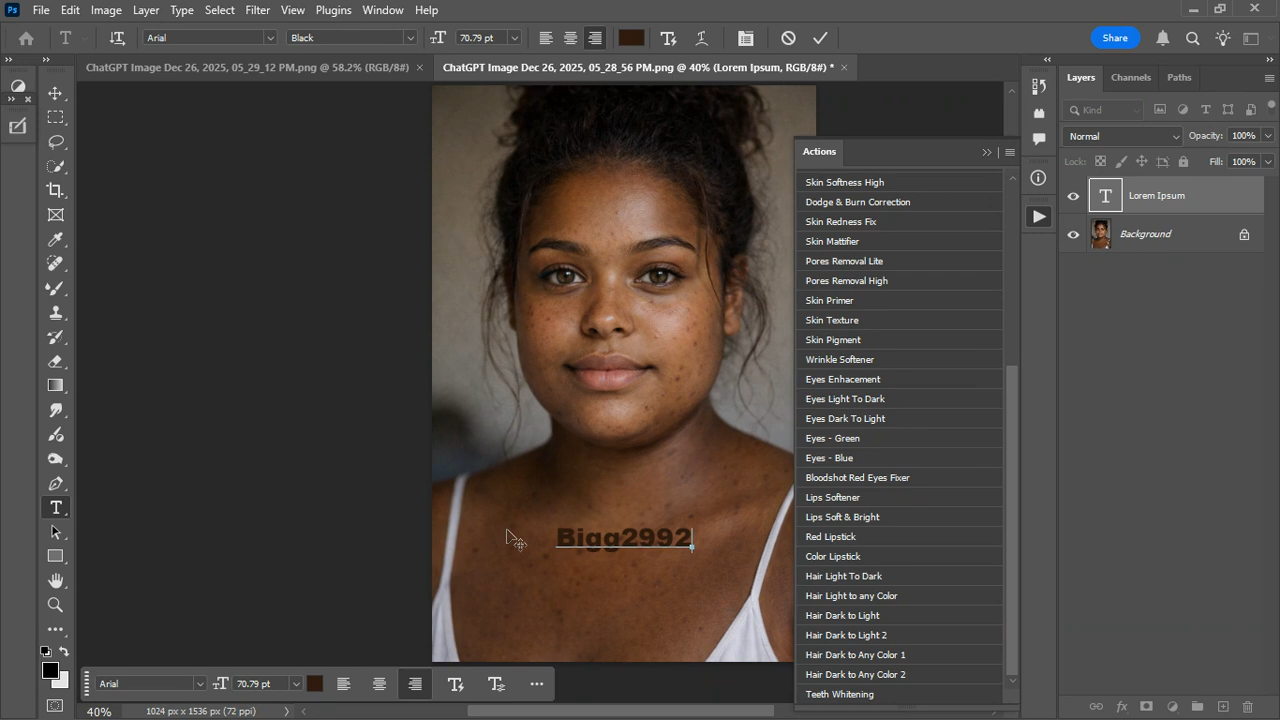 Ps File Edit Image Layer Type Select Filter View Plugins Window Help
T Arial Black 70.79 pt Share
ChatGPT Image Dec 26, 2025, 05_29_12 PM.png @ 58.2% (RGB/8#) × ChatGPT Image Dec 26, 2025, 05_28_56 PM.png @ 40% (Lorem Ipsum, RGB/8#) * ×
Layers Channels Paths
Kind
Normal Opacity: 100%
Lock: Fill: 100%
T Lorem Ipsum
Background
Actions
Skin Softness High
Dodge & Burn Correction
Skin Redness Fix
Skin Mattifier
Pores Removal Lite
Pores Removal High
Skin Primer
Skin Texture
Skin Pigment
Wrinkle Softener
Eyes Enhacement
Eyes Light To Dark
Eyes Dark To Light
Eyes - Green
Eyes - Blue
Bloodshot Red Eyes Fixer
Lips Softener
Lips Soft & Bright
Red Lipstick
Color Lipstick
Hair Light To Dark
Hair Light to any Color
Hair Dark to Light
Hair Dark to Light 2
Hair Dark to Any Color 1
Hair Dark to Any Color 2
Teeth Whitening
Bigg2992
Arial 70.79 pt
40% 1024 px x 1536 px (72 ppi)